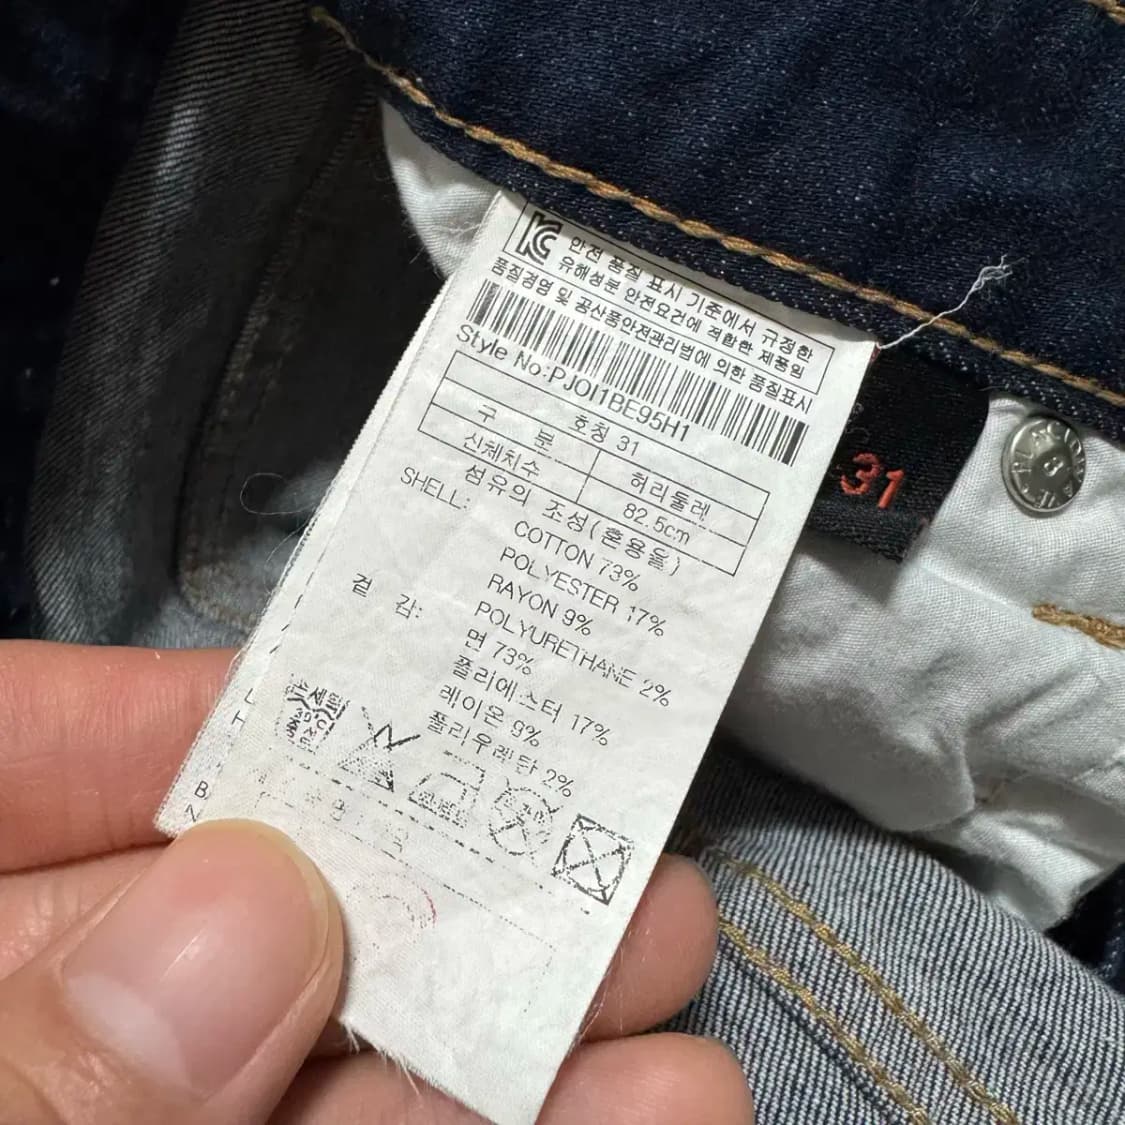 KC 안전 품질 표시 기준에서 규정한
유해성분 안전요건에 적합한 제품임
품질경영 및 공산품안전관리법에 의한 품질표시
Style No:PJOI1BE95H1
호칭 31
구 분 허리둘레
신체치수 82.5cm
섬유의 조성(혼용율)
SHELL: COTTON 73%
POLYESTER 17%
RAYON 9%
POLYURETHANE 2%
겉 감: 면 73%
폴리에스터 17%
레이온 9%
폴리우레탄 2%
31